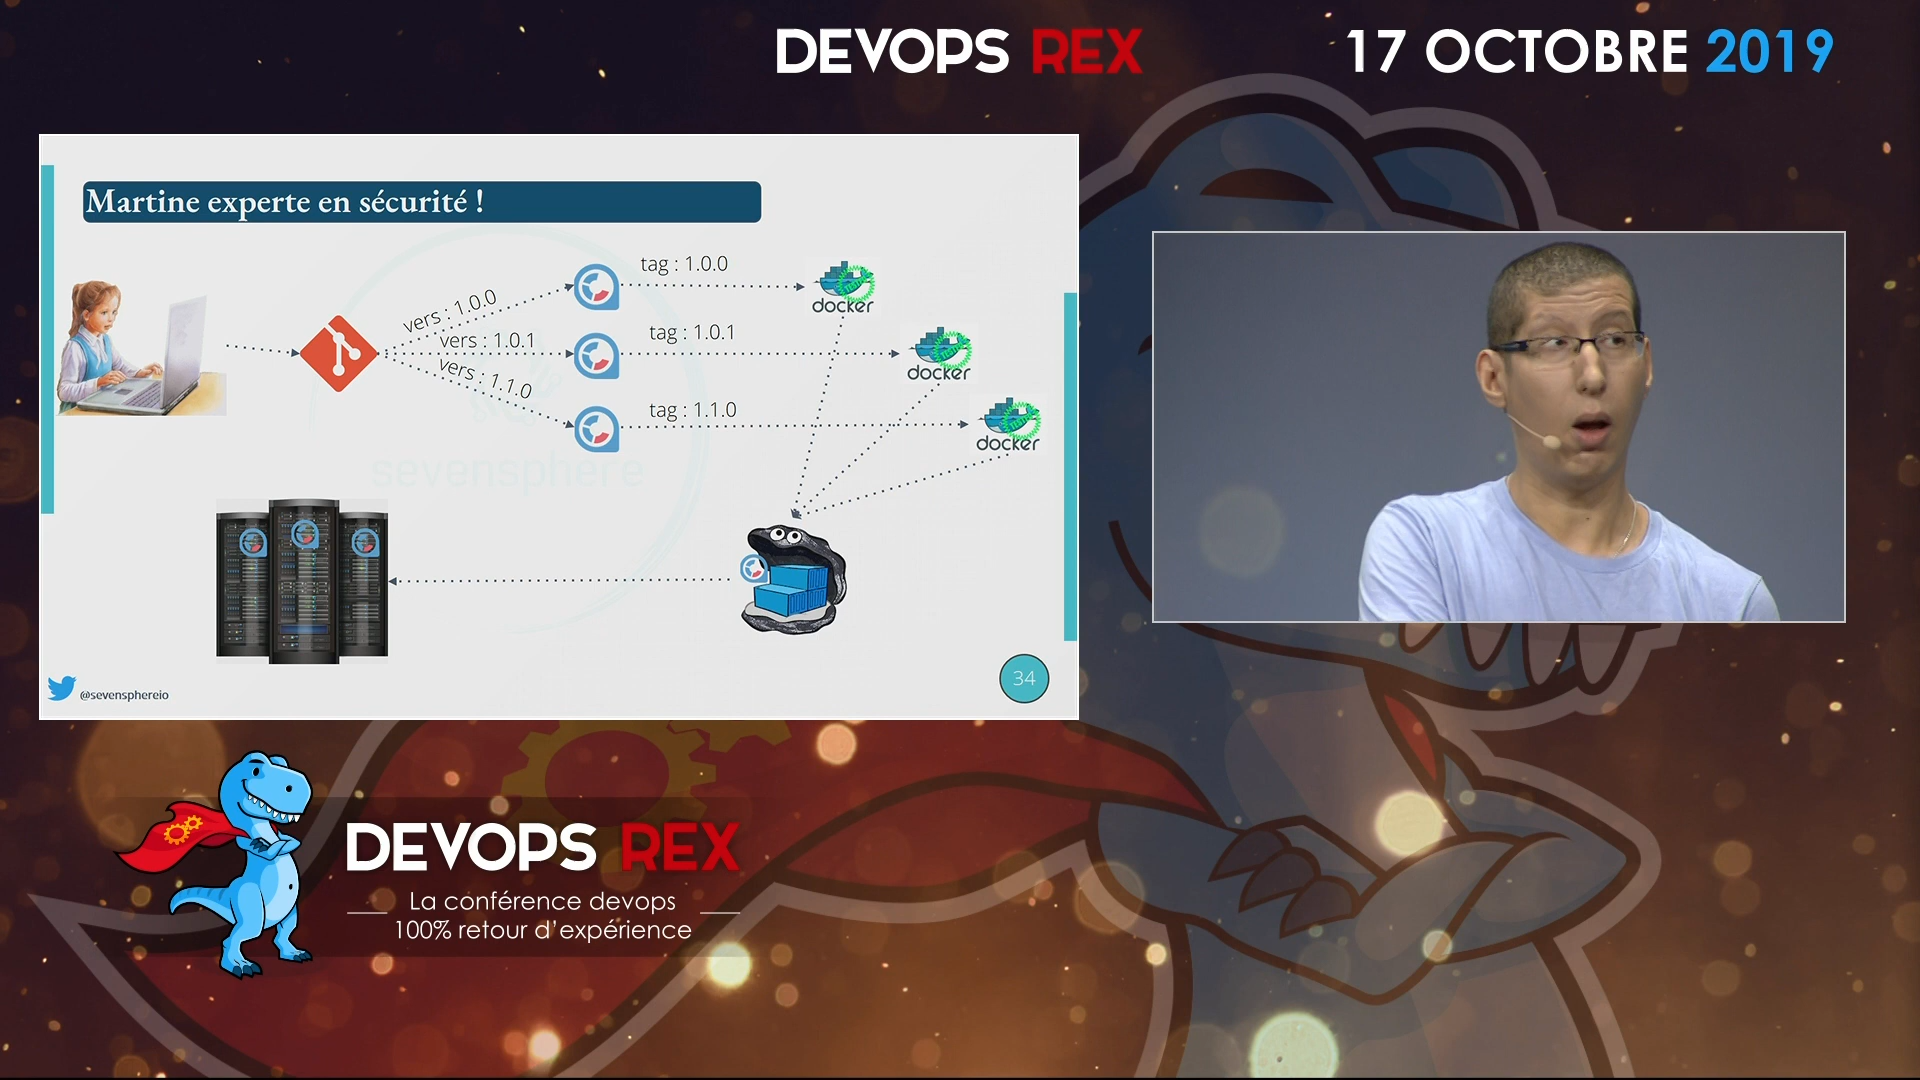 DEVOPS REX
17 OCTOBRE 2019
Martine experte en sécurité !
vers : 1.0.0
vers : 1.0.1
vers : 1.1.0
tag : 1.0.0
tag : 1.0.1
tag : 1.1.0
docker
docker
docker
sevensphere
@sevensphereio
34
DEVOPS REX
La conférence devops
100% retour d'expérience